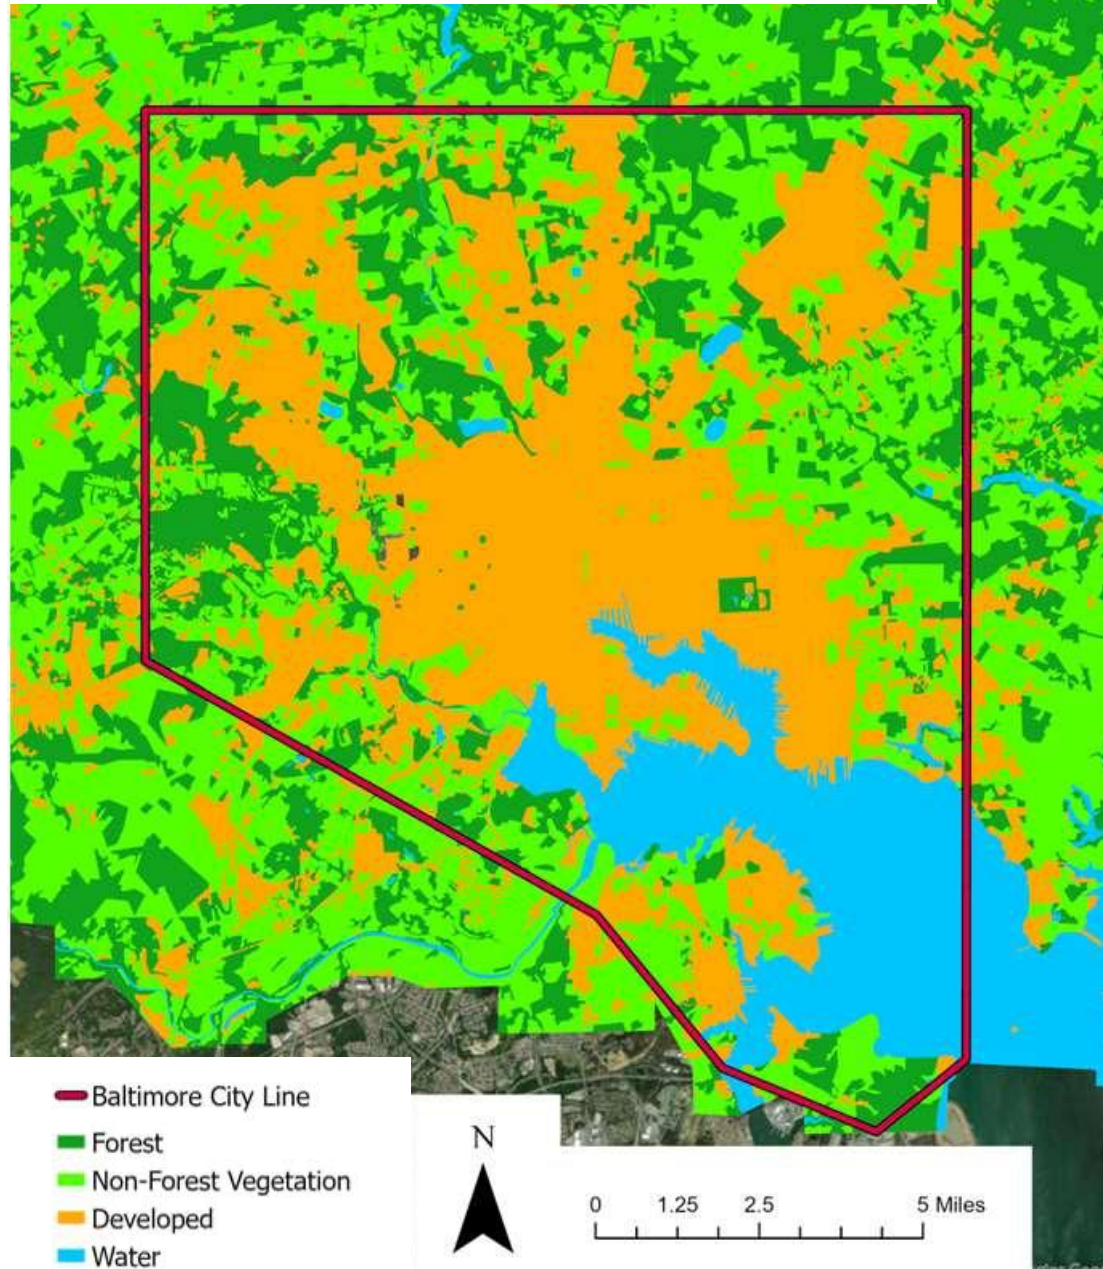 Baltimore City Line
Forest
Non-Forest Vegetation
Developed
Water
N
0 1.25 2.5 5 Miles